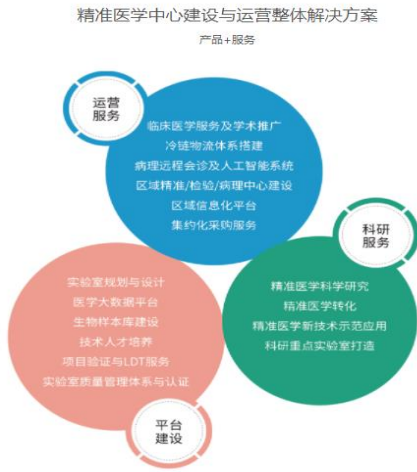 精准医学中心建设与运营整体解决方案
产品+服务
运营
服务
临床医学服务及学术推广
冷链物流体系搭建
病理远程会诊及人工智能系统
区域精准/检验/病理中心建设
区域信息化平台
集约化采购服务
科研
服务
精准医学科学研究
精准医学转化
精准医学新技术示范应用
科研重点实验室打造
实验室规划与设计
医学大数据平台
生物样本库建设
技术人才培养
项目验证与LDT服务
实验室质量管理体系与认证
平台
建设